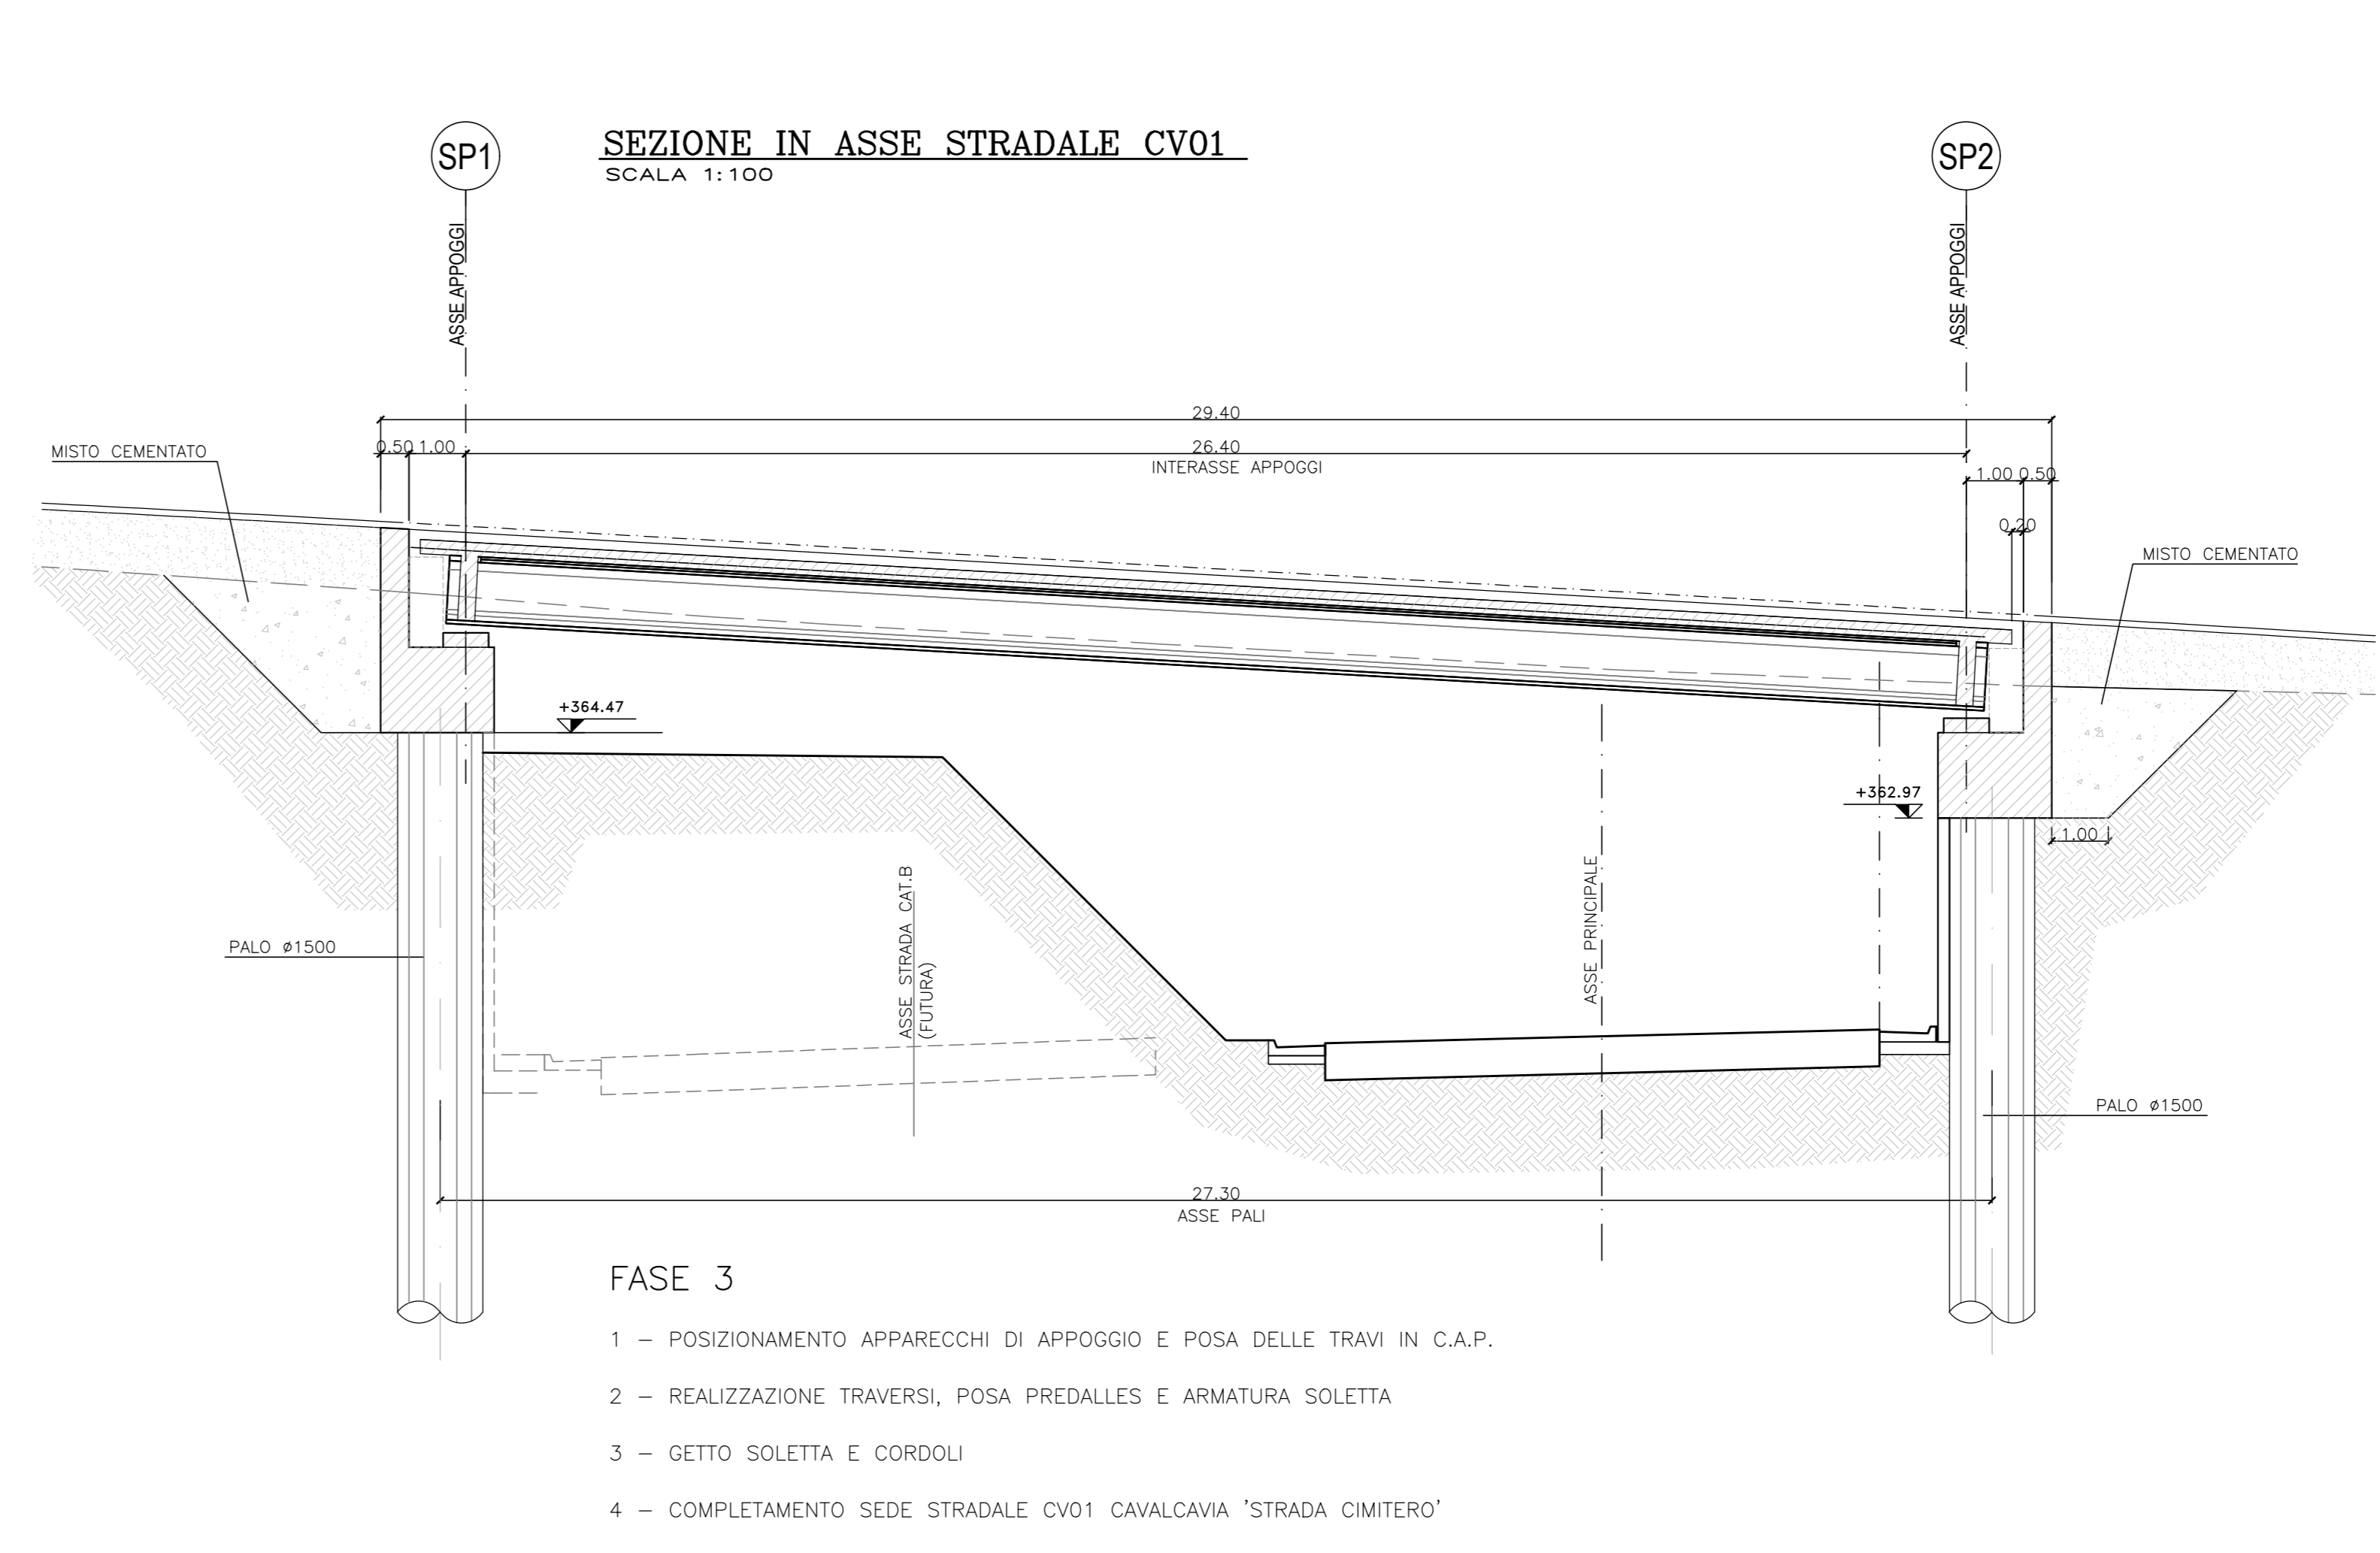 SP1
SEZIONE IN ASSE STRADALE CV01
SCALA 1:100
SP2
ASSE APPOGGI
ASSE APPOGGI
29.40
0.50 1.00
26.40
INTERASSE APPOGGI
1.00 0.50
0.20
MISTO CEMENTATO
MISTO CEMENTATO
+364.47
+362.97
1.00
ASSE STRADA CAT.B
(FUTURA)
ASSE PRINCIPALE
PALO ø1500
PALO ø1500
27.30
ASSE PALI
FASE 3
1 – POSIZIONAMENTO APPARECCHI DI APPOGGIO E POSA DELLE TRAVI IN C.A.P.
2 – REALIZZAZIONE TRAVERSI, POSA PREDALLES E ARMATURA SOLETTA
3 – GETTO SOLETTA E CORDOLI
4 – COMPLETAMENTO SEDE STRADALE CV01 CAVALCAVIA 'STRADA CIMITERO'